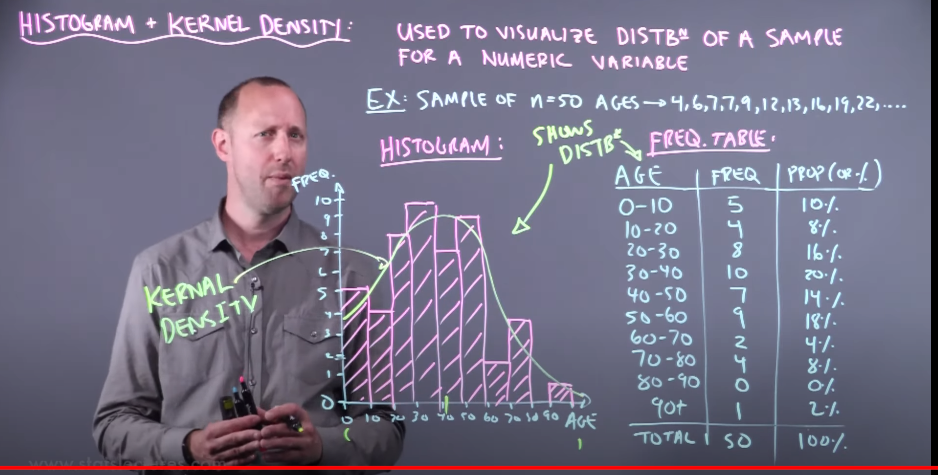 HISTOGRAM + KERNEL DENSITY:
USED TO VISUALIZE DISTBⁿ OF A SAMPLE
FOR A NUMERIC VARIABLE
EX: SAMPLE OF n=50 AGES → 4,6,7,7,9,12,13,16,19,22,....
HISTOGRAM:
SHOWS
DISTBⁿ
FREQ. TABLE:
FREQ.
10
9
8
7
6
5
4
3
2
1
0
0 10 20 30 40 50 60 70 80 90 AGE
KERNAL
DENSITY
AGE FREQ PROP (OR %)
0-10 5 10%
10-20 4 8%
20-30 8 16%
30-40 10 20%
40-50 7 14%
50-60 9 18%
60-70 2 4%
70-80 4 8%
80-90 0 0%
90+ 1 2%
TOTAL 50 100%